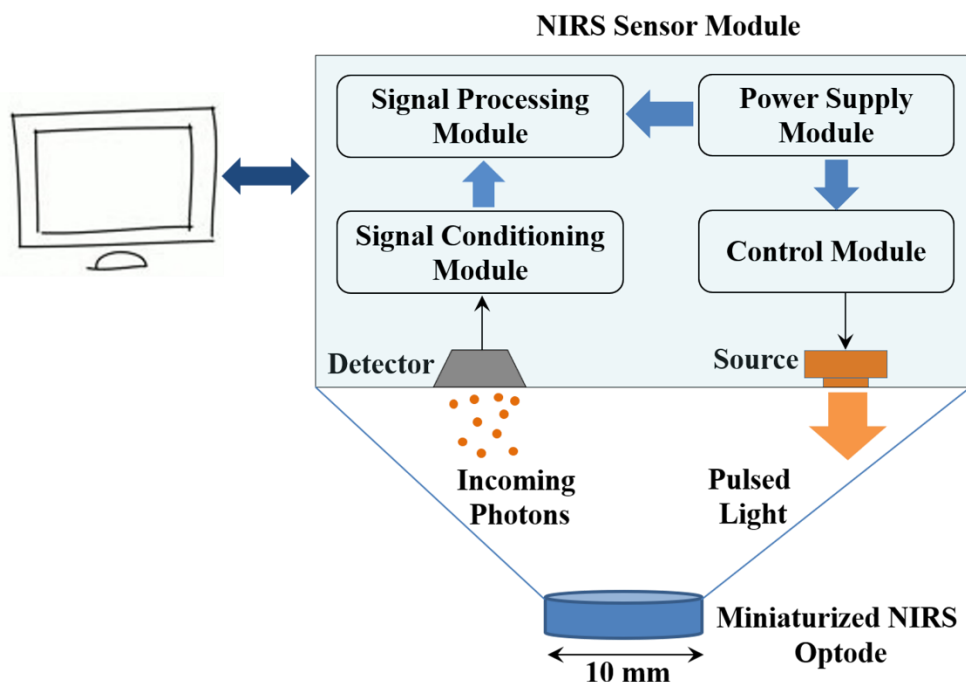 NIRS Sensor Module
Signal Processing
Module
Power Supply
Module
Signal Conditioning
Module
Control Module
Detector
Source
Incoming
Photons
Pulsed
Light
Miniaturized NIRS
Optode
10 mm